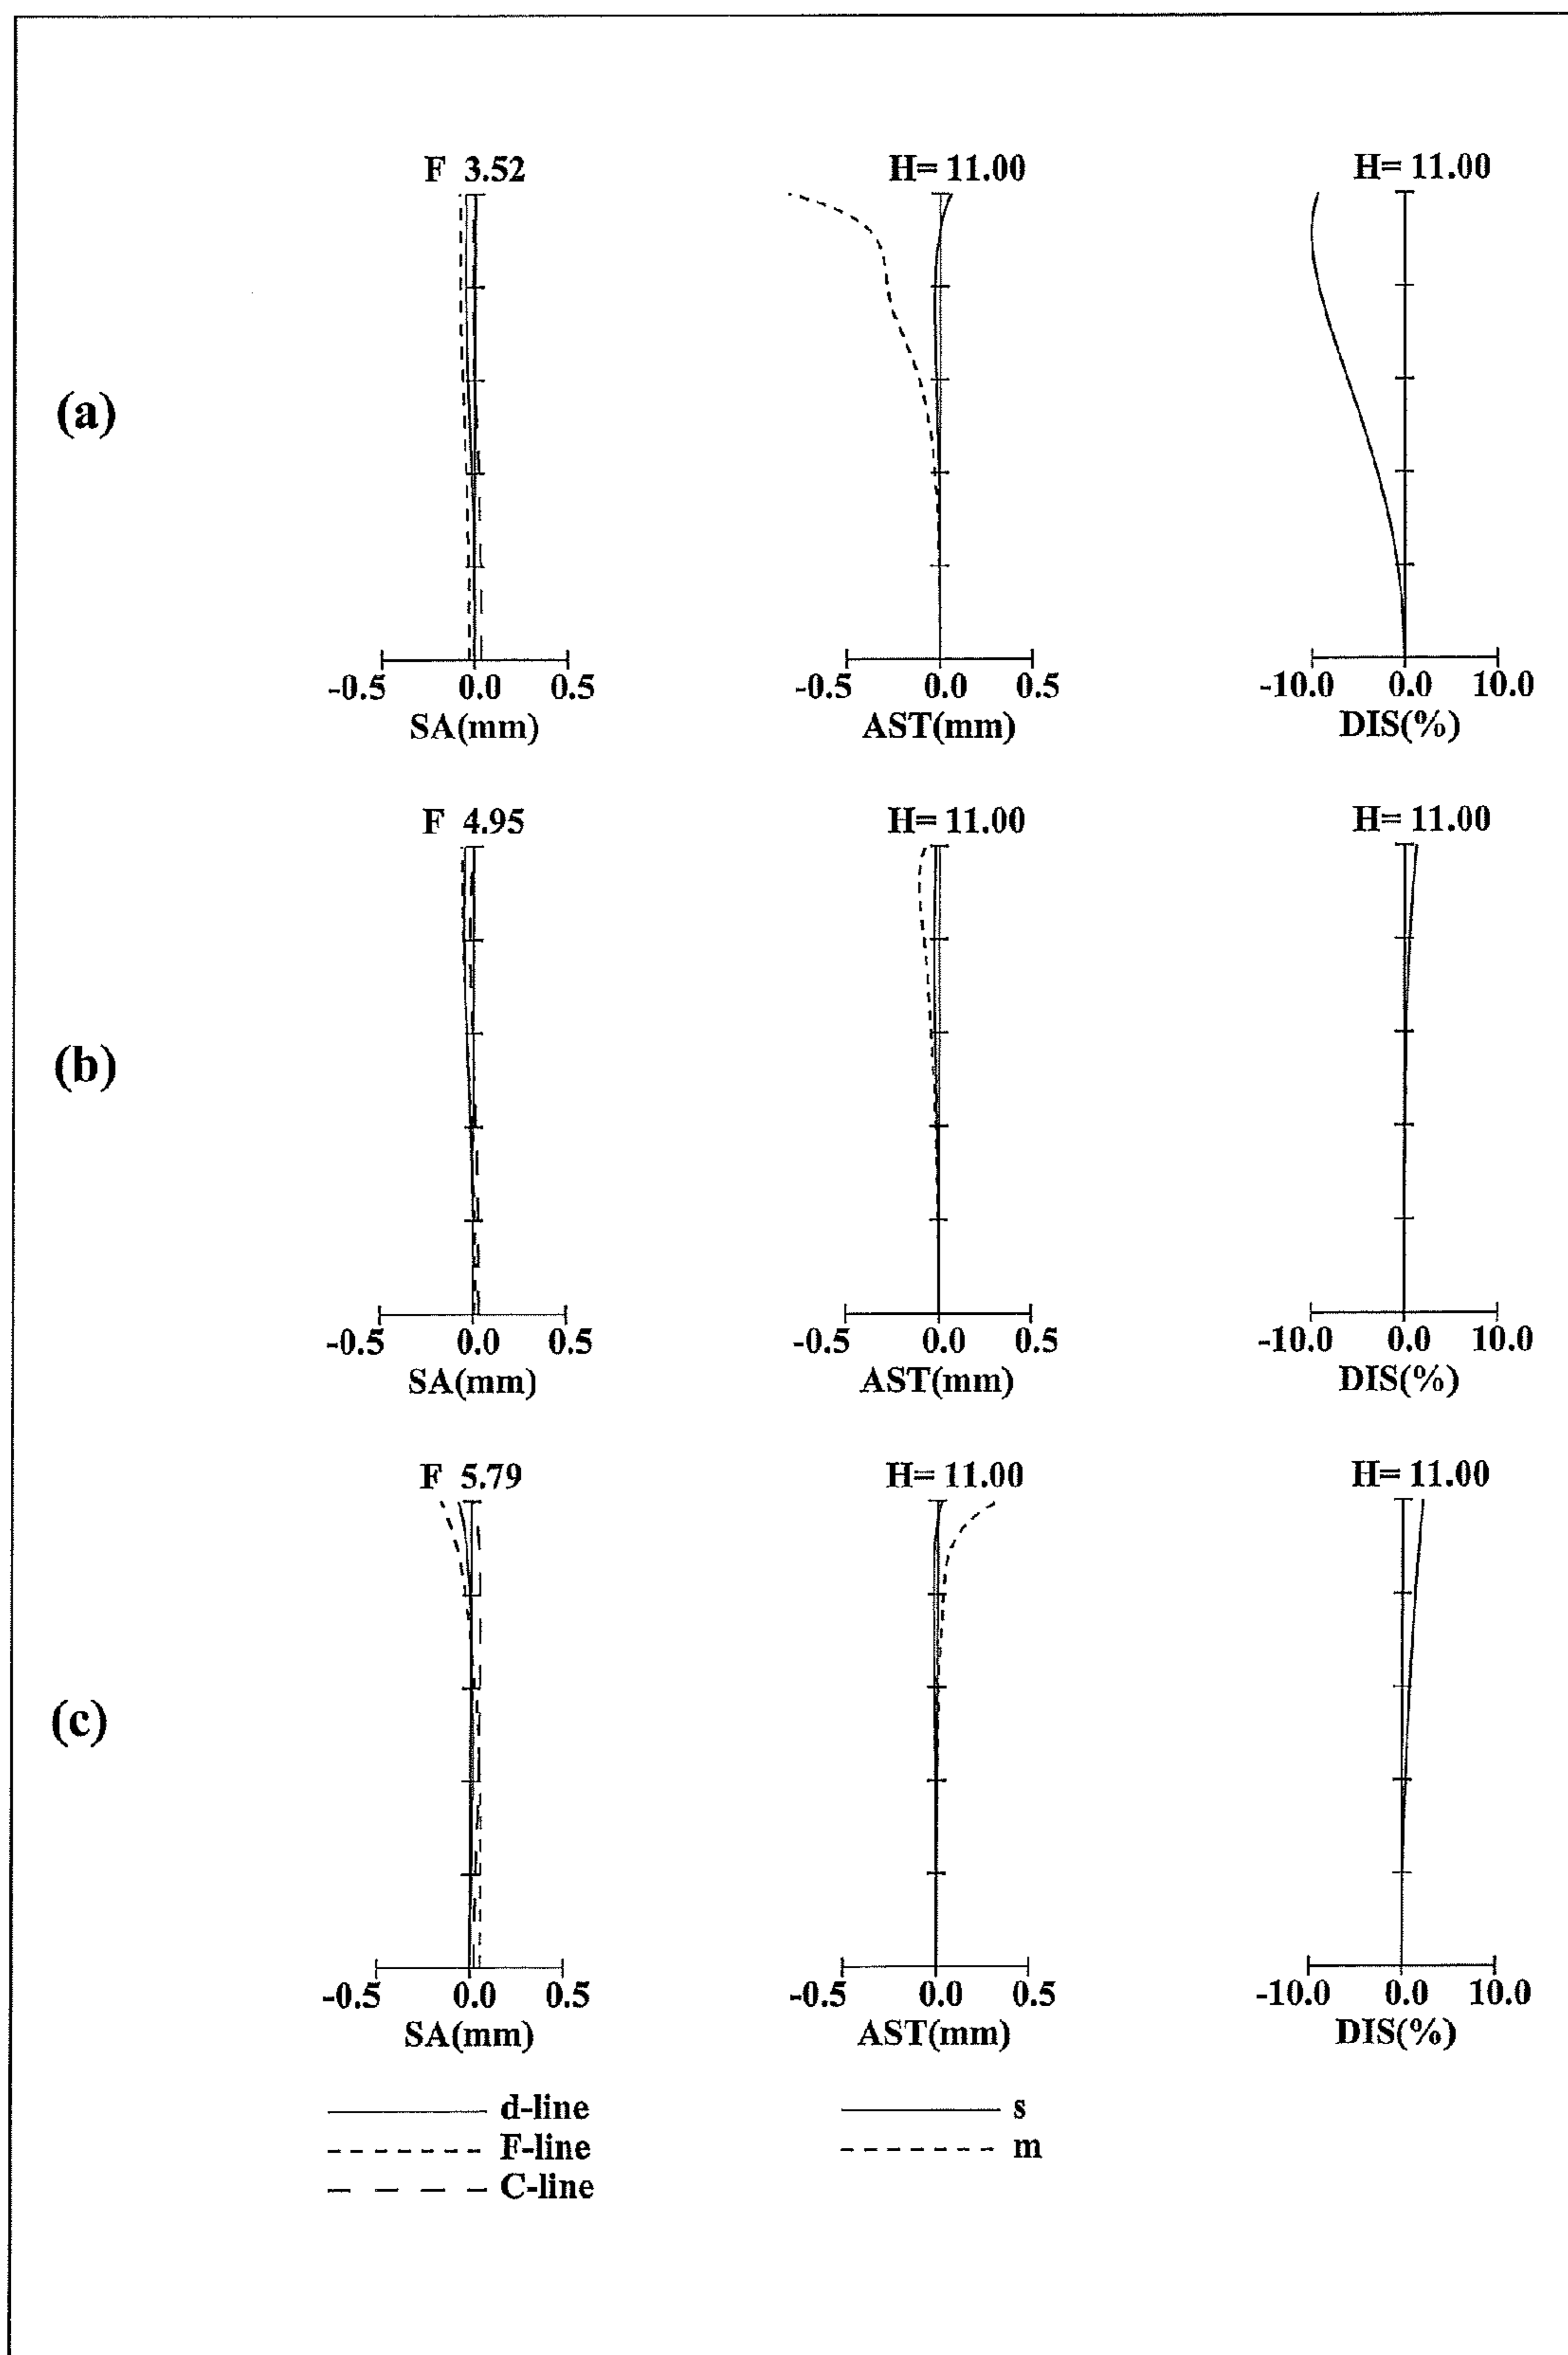 F 3.52 H= 11.00 H= 11.00
(a)
-0.5 0.0 0.5 -0.5 0.0 0.5 -10.0 0.0 10.0
SA(mm) AST(mm) DIS(%)
F 4.95 H= 11.00 H= 11.00
(b)
-0.5 0.0 0.5 -0.5 0.0 0.5 -10.0 0.0 10.0
SA(mm) AST(mm) DIS(%)
F 5.79 H= 11.00 H= 11.00
(c)
-0.5 0.0 0.5 -0.5 0.0 0.5 -10.0 0.0 10.0
SA(mm) AST(mm) DIS(%)
d-line s
F-line m
C-line